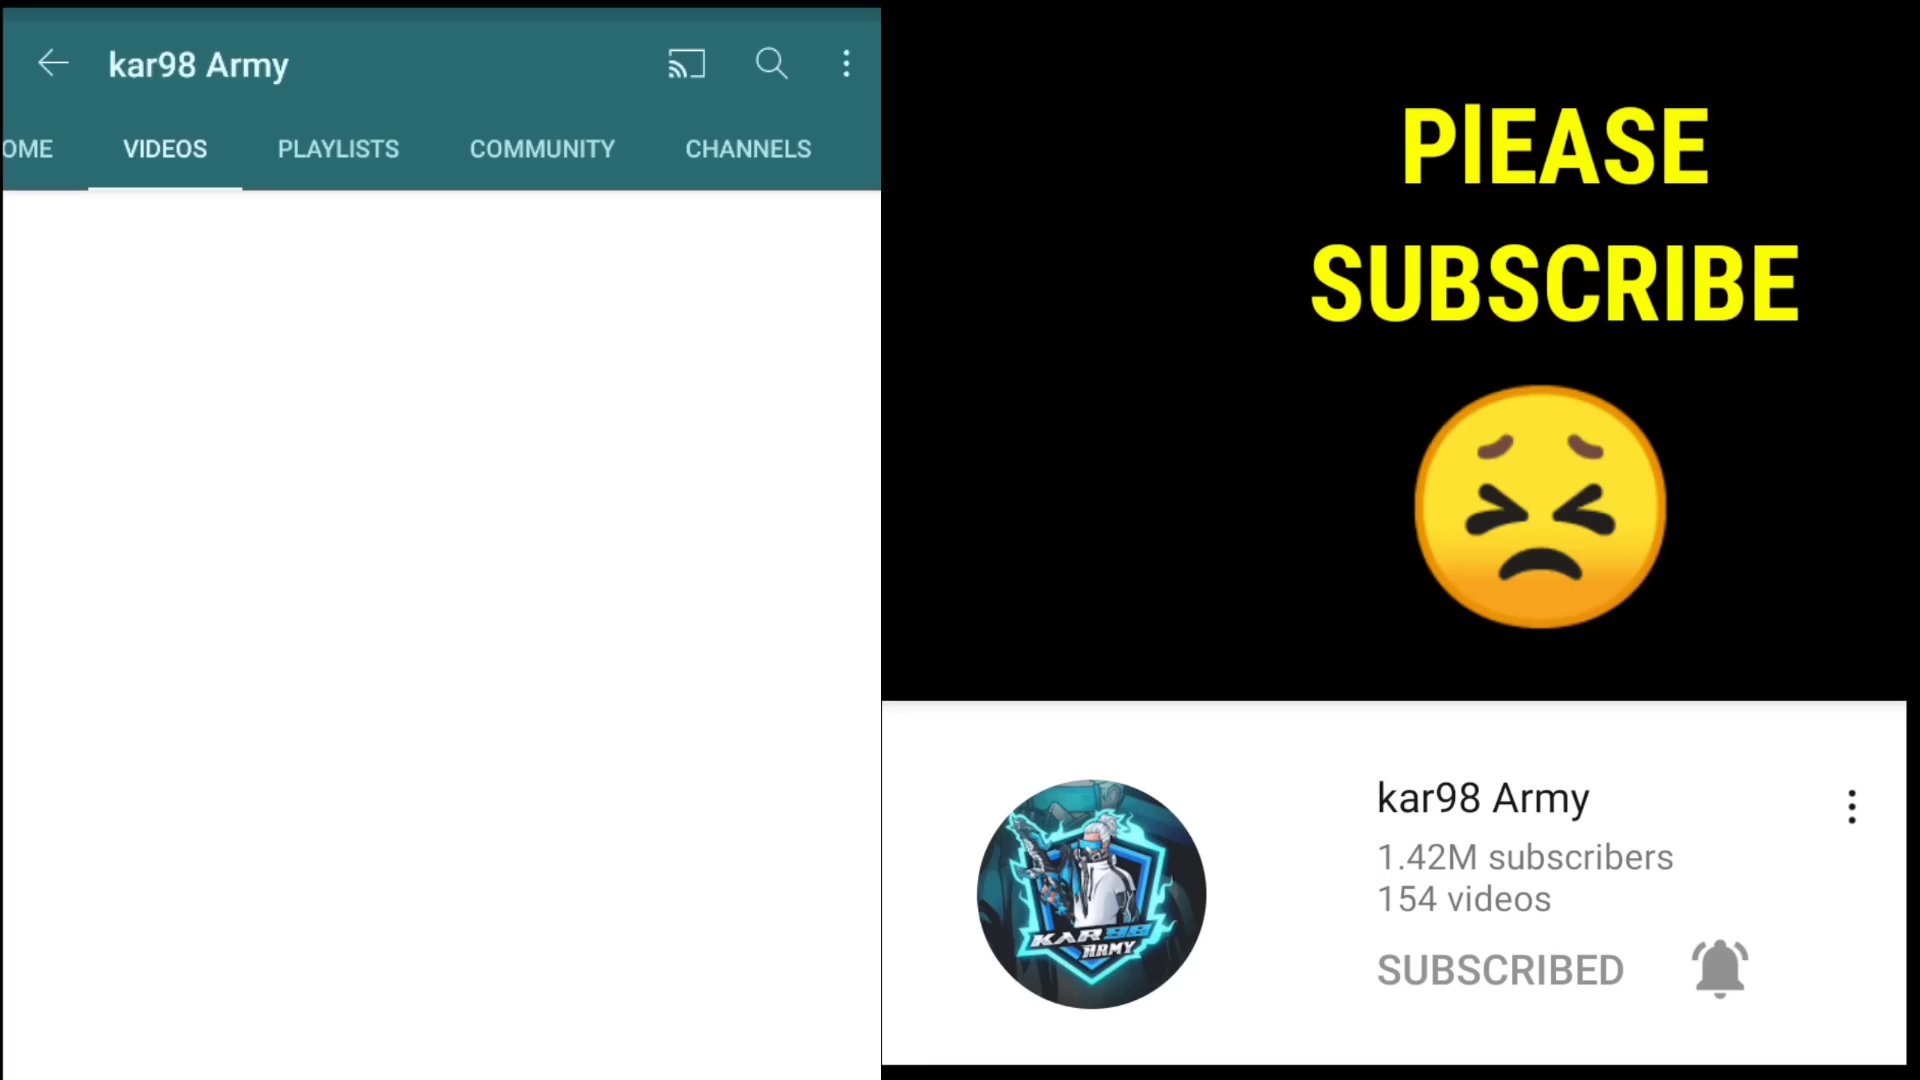 kar98 Army
OME VIDEOS PLAYLISTS COMMUNITY CHANNELS
PlEASE
SUBSCRIBE
KAR98
ARMY
kar98 Army
1.42M subscribers
154 videos
SUBSCRIBED